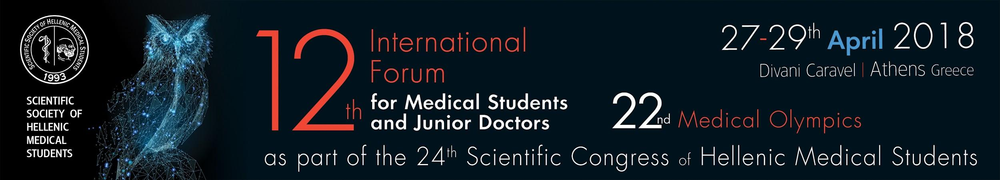 SCIENTIFIC SOCIETY OF HELLENIC MEDICAL STUDENTS
1993
SCIENTIFIC
SOCIETY OF
HELLENIC
MEDICAL
STUDENTS
12th
International
Forum
for Medical Students
and Junior Doctors
27-29th April 2018
Divani Caravel | Athens Greece
22nd Medical Olympics
as part of the 24th Scientific Congress of Hellenic Medical Students